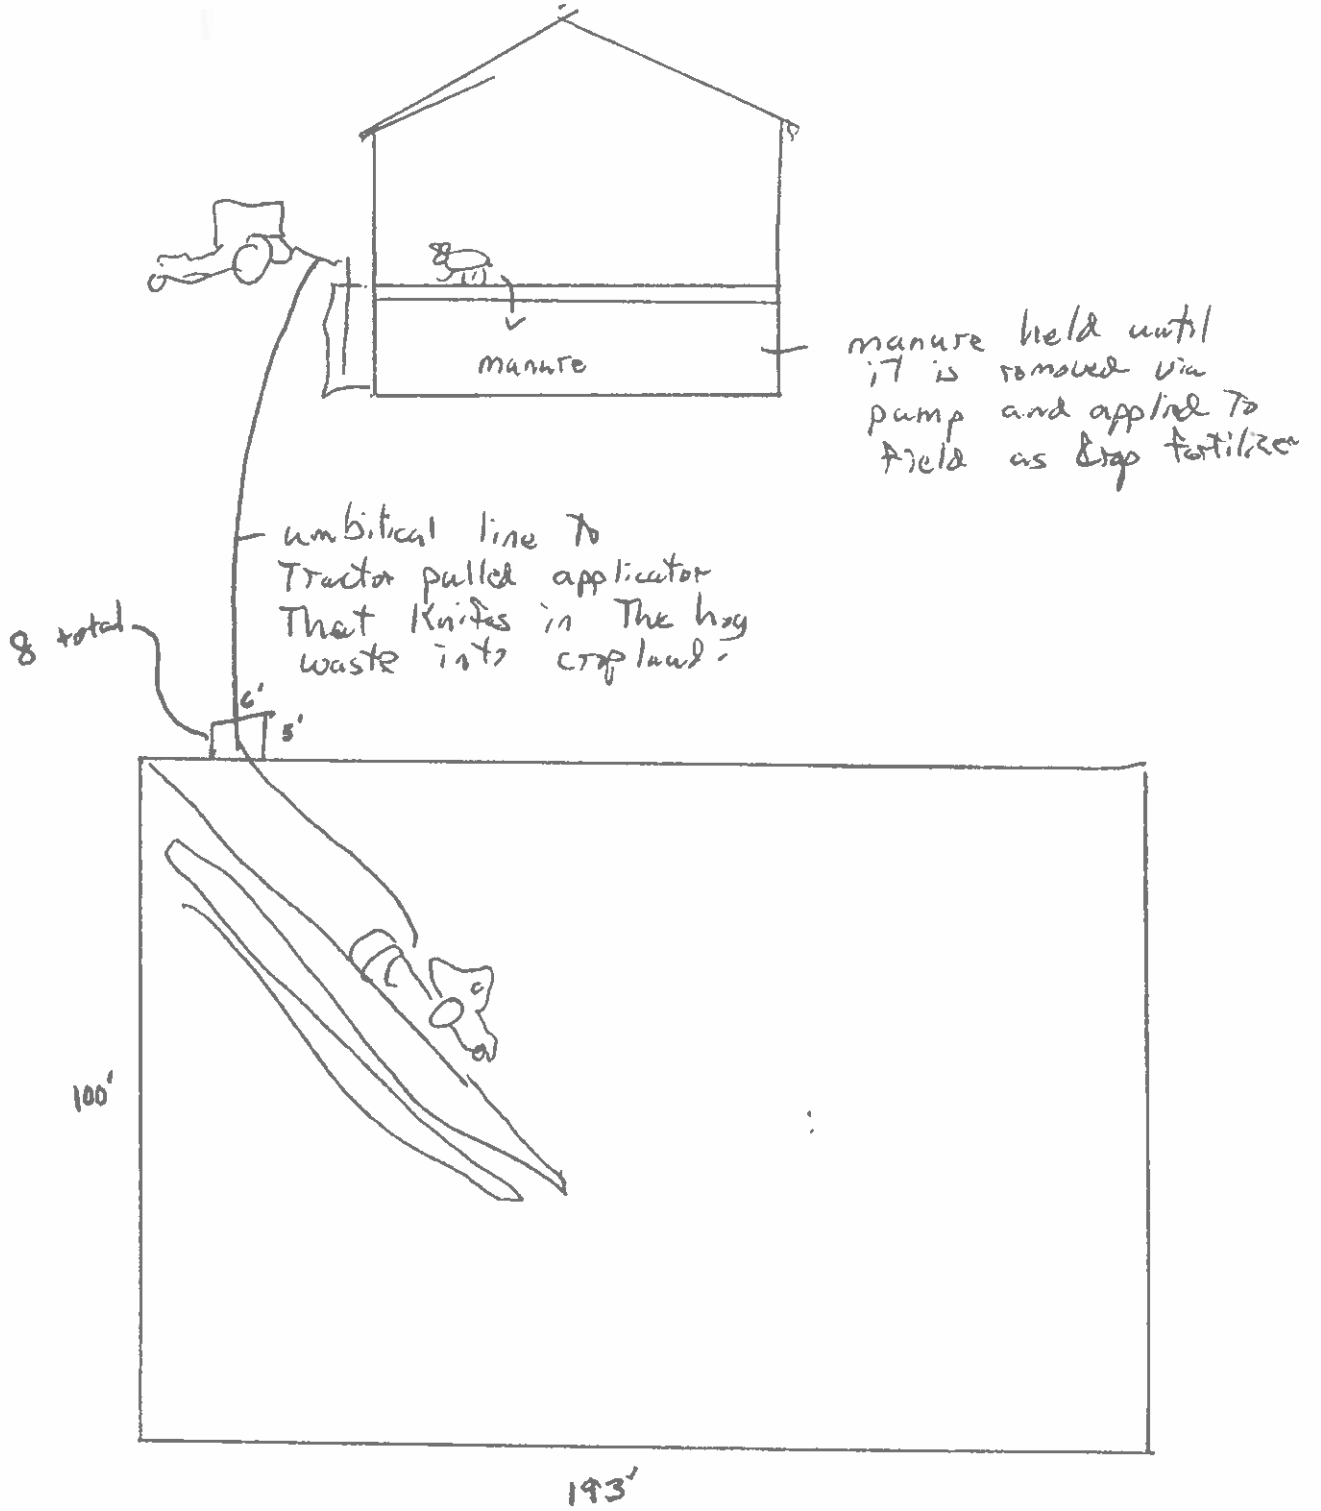 manure
manure held until
it is removed via
pump and applied To
field as crop fertilizer
umbilical line To
Tractor pulled applicator
That Knifes in The hog
waste into cropland.
8 total
6'
5'
100'
193'